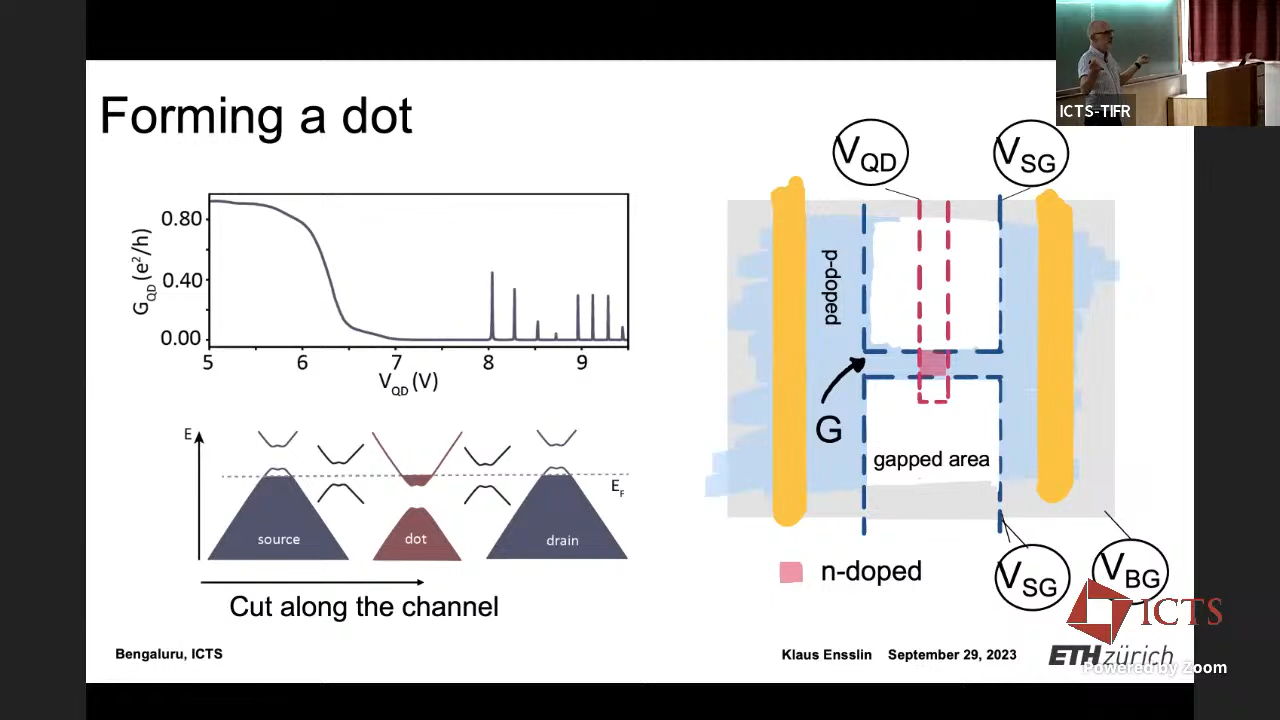 ICTS-TIFR
Forming a dot
V_QD
V_SG
G_QD (e²/h)
0.80
0.40
0.00
5 6 7 8 9
V_QD (V)
p-doped
G
gapped area
E
E_F
source
dot
drain
Cut along the channel
n-doped
V_SG
V_BG
ICTS
Bengaluru, ICTS
Klaus Ensslin September 29, 2023
ETH zürich
Powered by Zoom